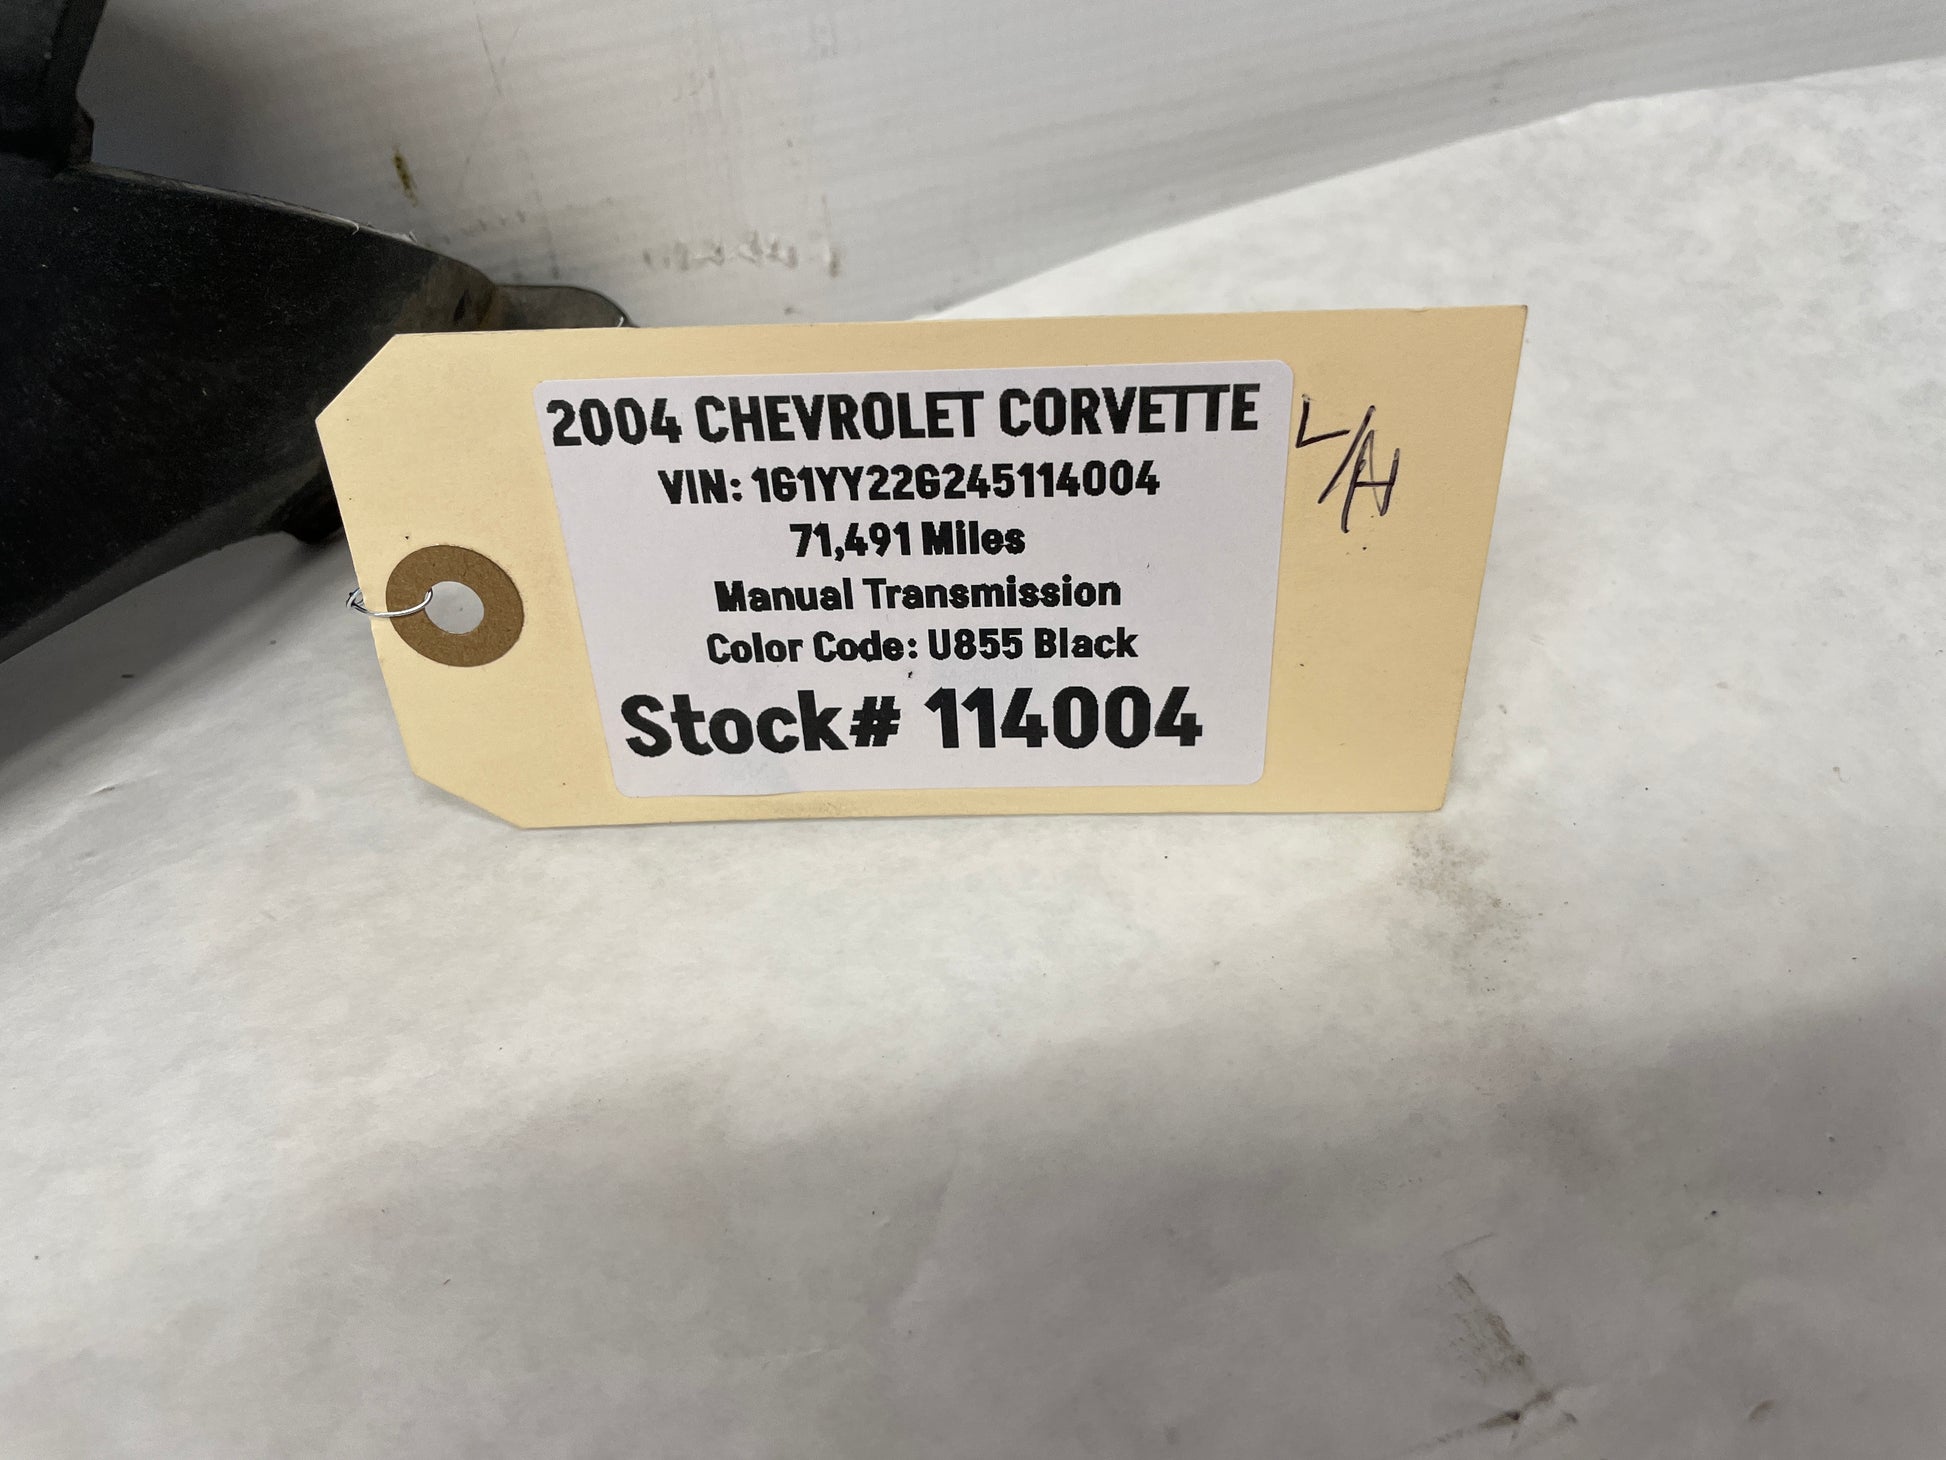 2004 CHEVROLET CORVETTE
VIN: 1G1YY22G245114004
71,491 Miles
Manual Transmission
Color Code: U855 Black
Stock# 114004
L/H